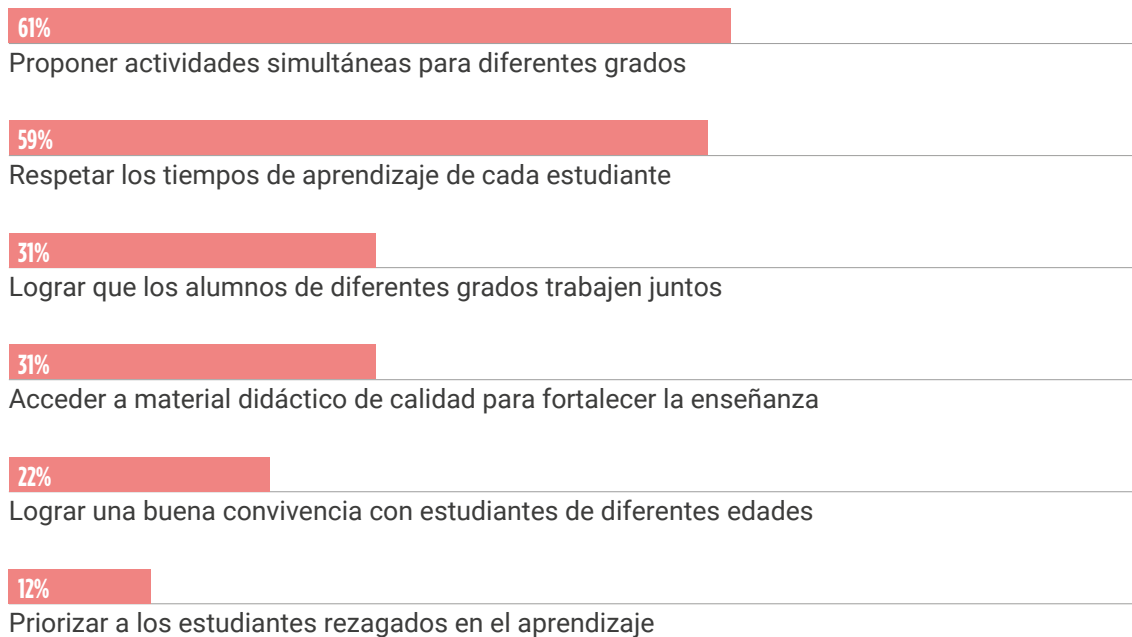 61%
Proponer actividades simultáneas para diferentes grados
59%
Respetar los tiempos de aprendizaje de cada estudiante
31%
Lograr que los alumnos de diferentes grados trabajen juntos
31%
Acceder a material didáctico de calidad para fortalecer la enseñanza
22%
Lograr una buena convivencia con estudiantes de diferentes edades
12%
Priorizar a los estudiantes rezagados en el aprendizaje